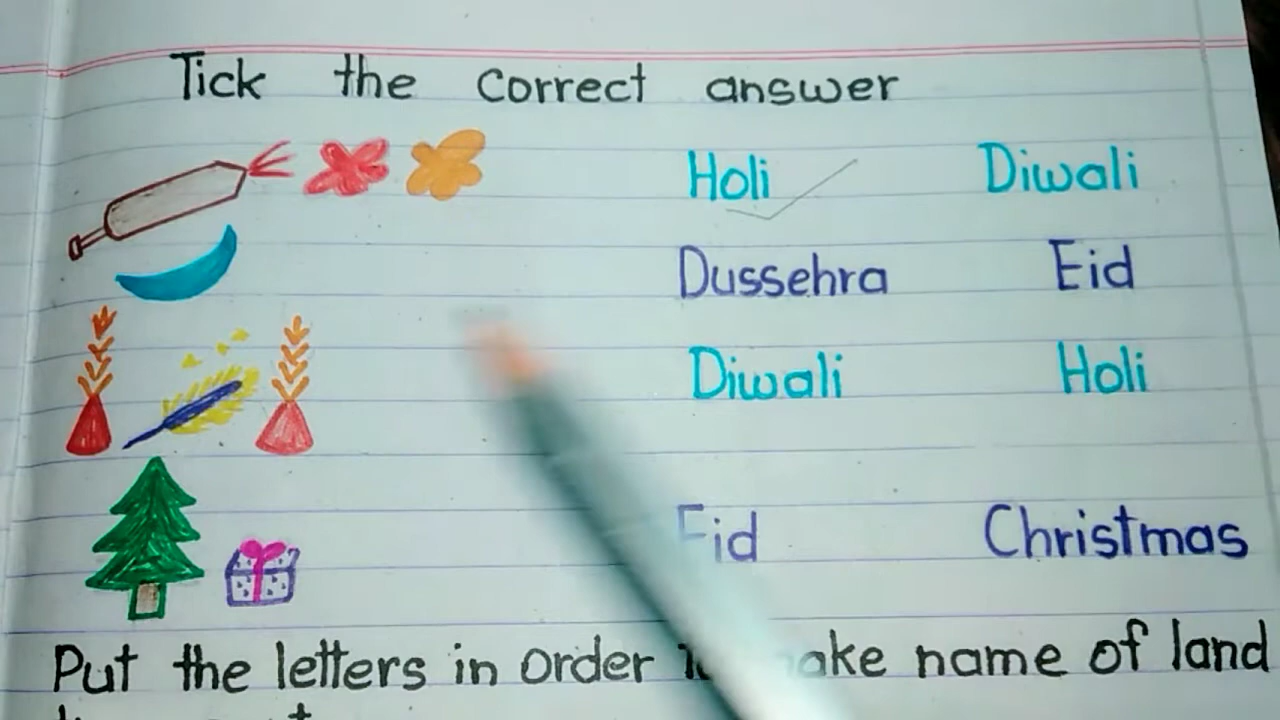 Tick the correct answer
Holi Diwali
Dussehra Eid
Diwali Holi
Eid Christmas
Put the letters in order make name of land